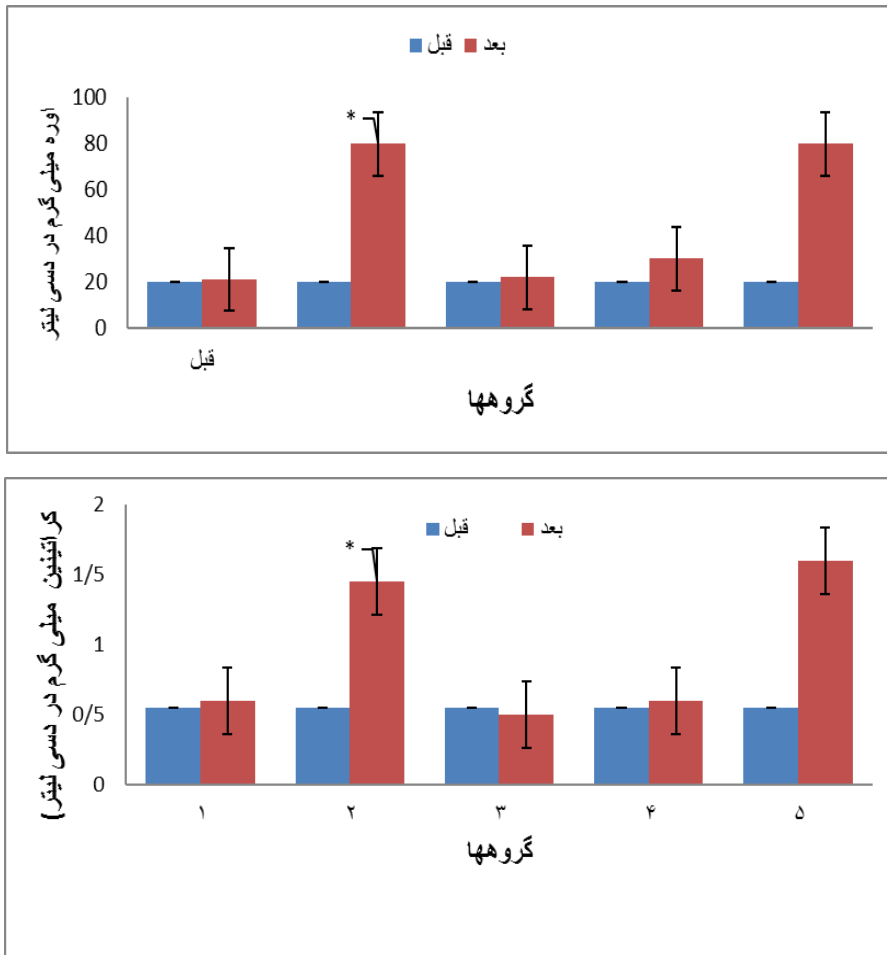 قبل بعد
اوره میلی گرم در دسی لیتر
100
80
60
40
20
0
*
قبل
گروهها
کراتینین میلی گرم در دسی لیتر)
2
1/5
1
0/5
0
قبل بعد
*
۱ ۲ ۳ ۴ ۵
گروهها